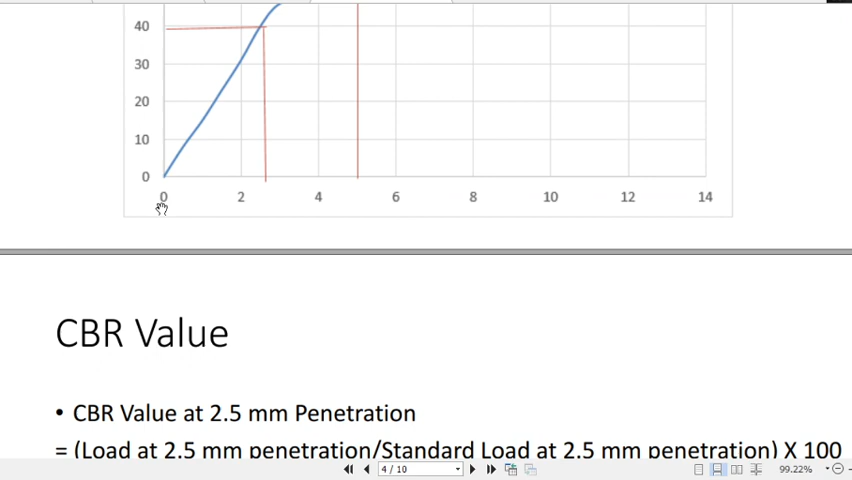 40
30
20
10
0
0 2 4 6 8 10 12 14
CBR Value
• CBR Value at 2.5 mm Penetration
= (Load at 2.5 mm penetration/Standard Load at 2.5 mm penetration) X 100
4 / 10
99.22%